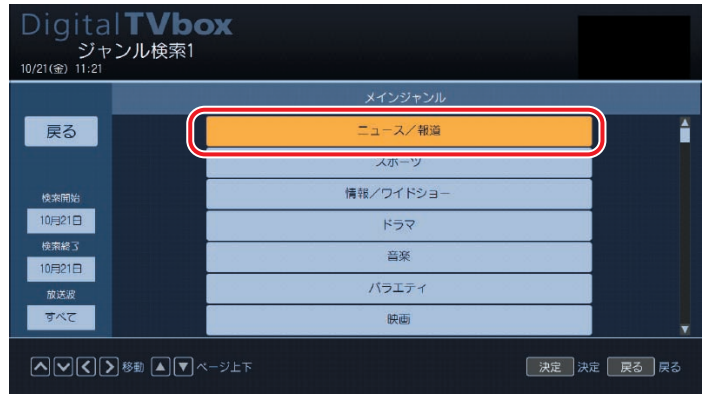 DigitalTVbox
ジャンル検索1
10/21(金) 11:21
メインジャンル
戻る
ニュース／報道
スポーツ
情報／ワイドショー
ドラマ
音楽
バラエティ
映画
検索開始
10月21日
検索終了
10月21日
放送波
すべて
移動 ページ上下
決定 決定 戻る 戻る